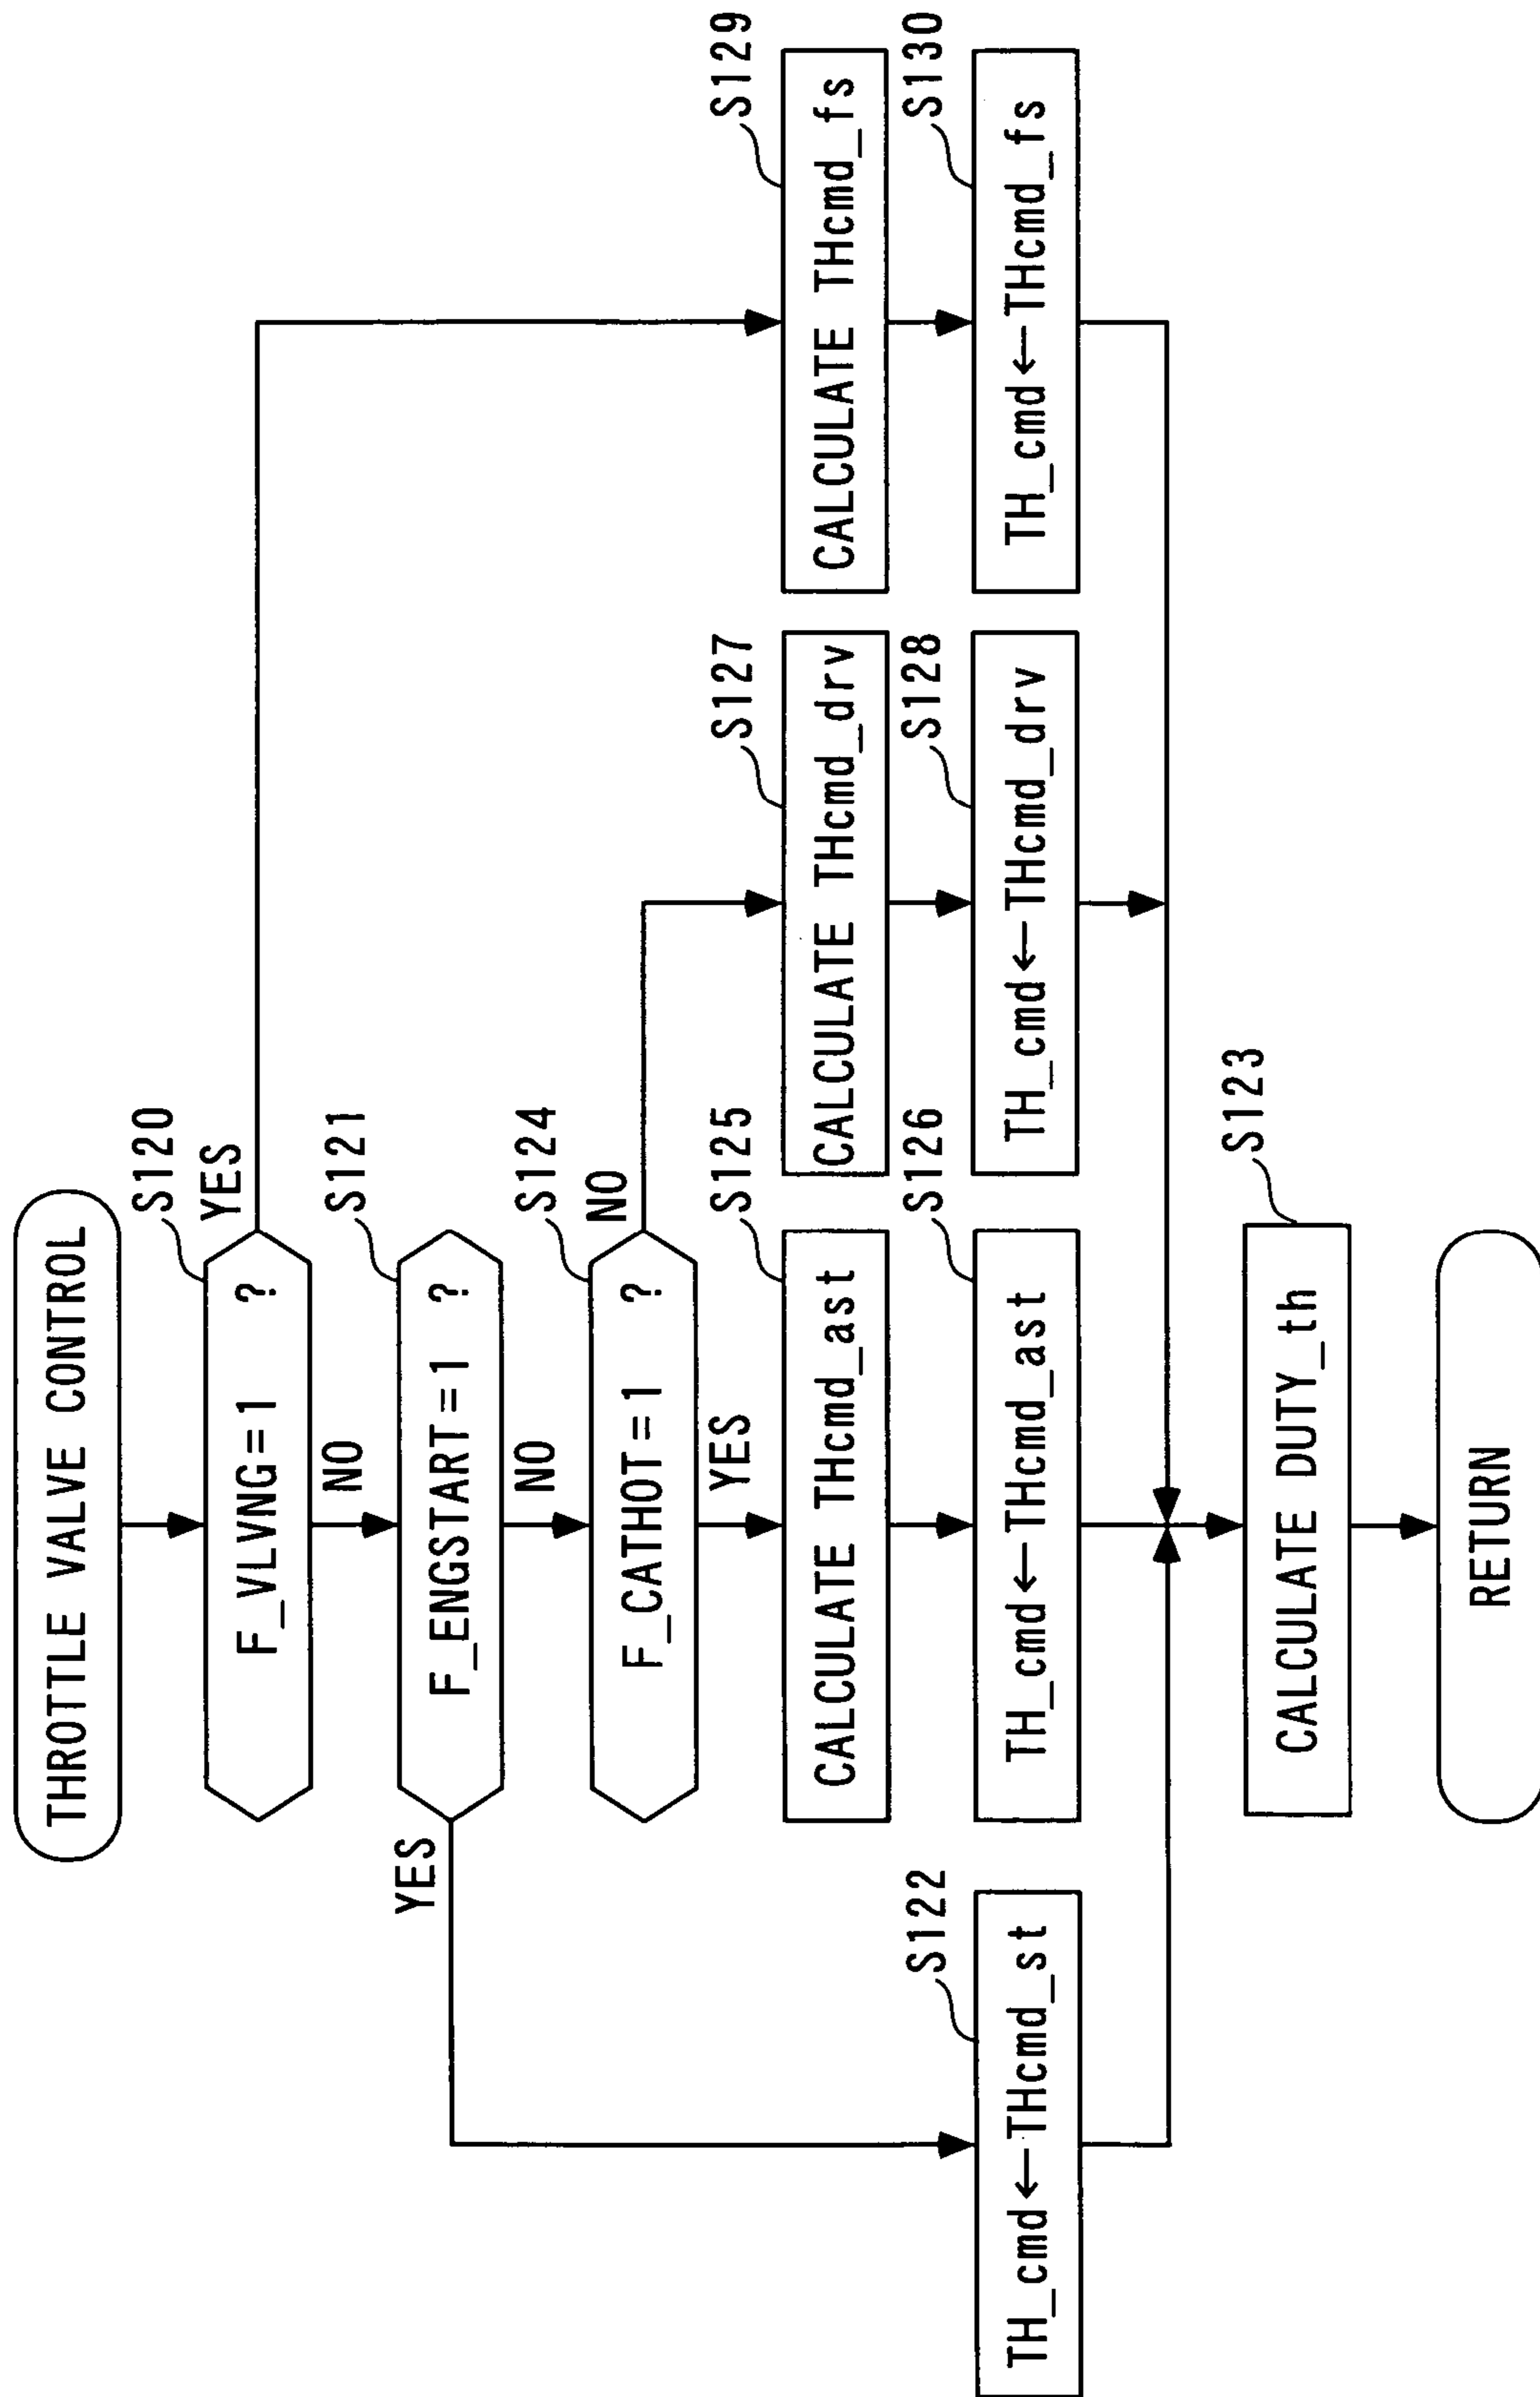 THROTTLE VALVE CONTROL
S120
F_VLVNG=1 ?
YES
NO
S121
F_ENGSTART=1 ?
YES
NO
S124
F_CATHOT=1 ?
NO
YES
S125
CALCULATE THcmd_ast
S127
CALCULATE THcmd_drv
S129
CALCULATE THcmd_fs
S122
TH_cmd←THcmd_st
S126
TH_cmd←THcmd_ast
S128
TH_cmd←THcmd_drv
S130
TH_cmd←THcmd_fs
S123
CALCULATE DUTY_th
RETURN